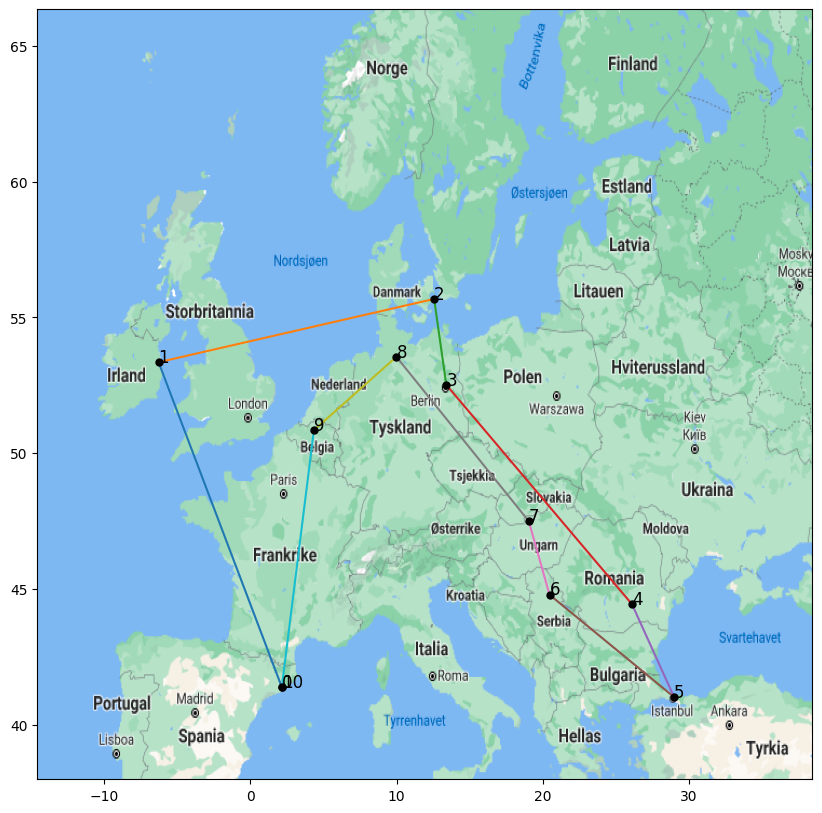 65
Norge
Finland
Bottenvika
60
Estland
Østersjøen
Latvia
Nordsjøen
Moskv
Москв
Danmark
2
Litauen
Storbritannia
55
1
8
Irland
Nederland
3
Polen
Hviterussland
Berlin
Warszawa
London
9
Tyskland
Kiev
Київ
50
Belgia
Paris
Tsjekkia
Slovakia
Ukraina
7
Østerrike
Moldova
Ungarn
Frankrike
Romania
45
Kroatia
6
4
Serbia
Svartehavet
Italia
Bulgaria
Roma
10
5
Portugal
Madrid
Istanbul
Ankara
40
Spania
Tyrrenhavet
Hellas
Tyrkia
Lisboa
−10
0
10
20
30